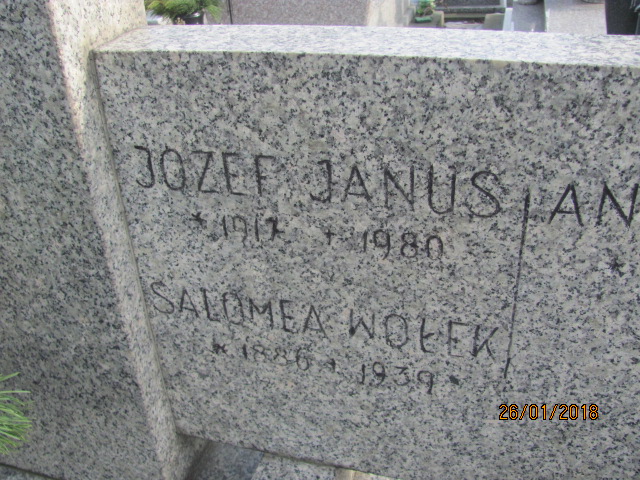 JOZEF JANUS
* 1917 + 1980
SALOMEA WOŁEK
* 1886 + 1939 *
AN
*
26/01/2018